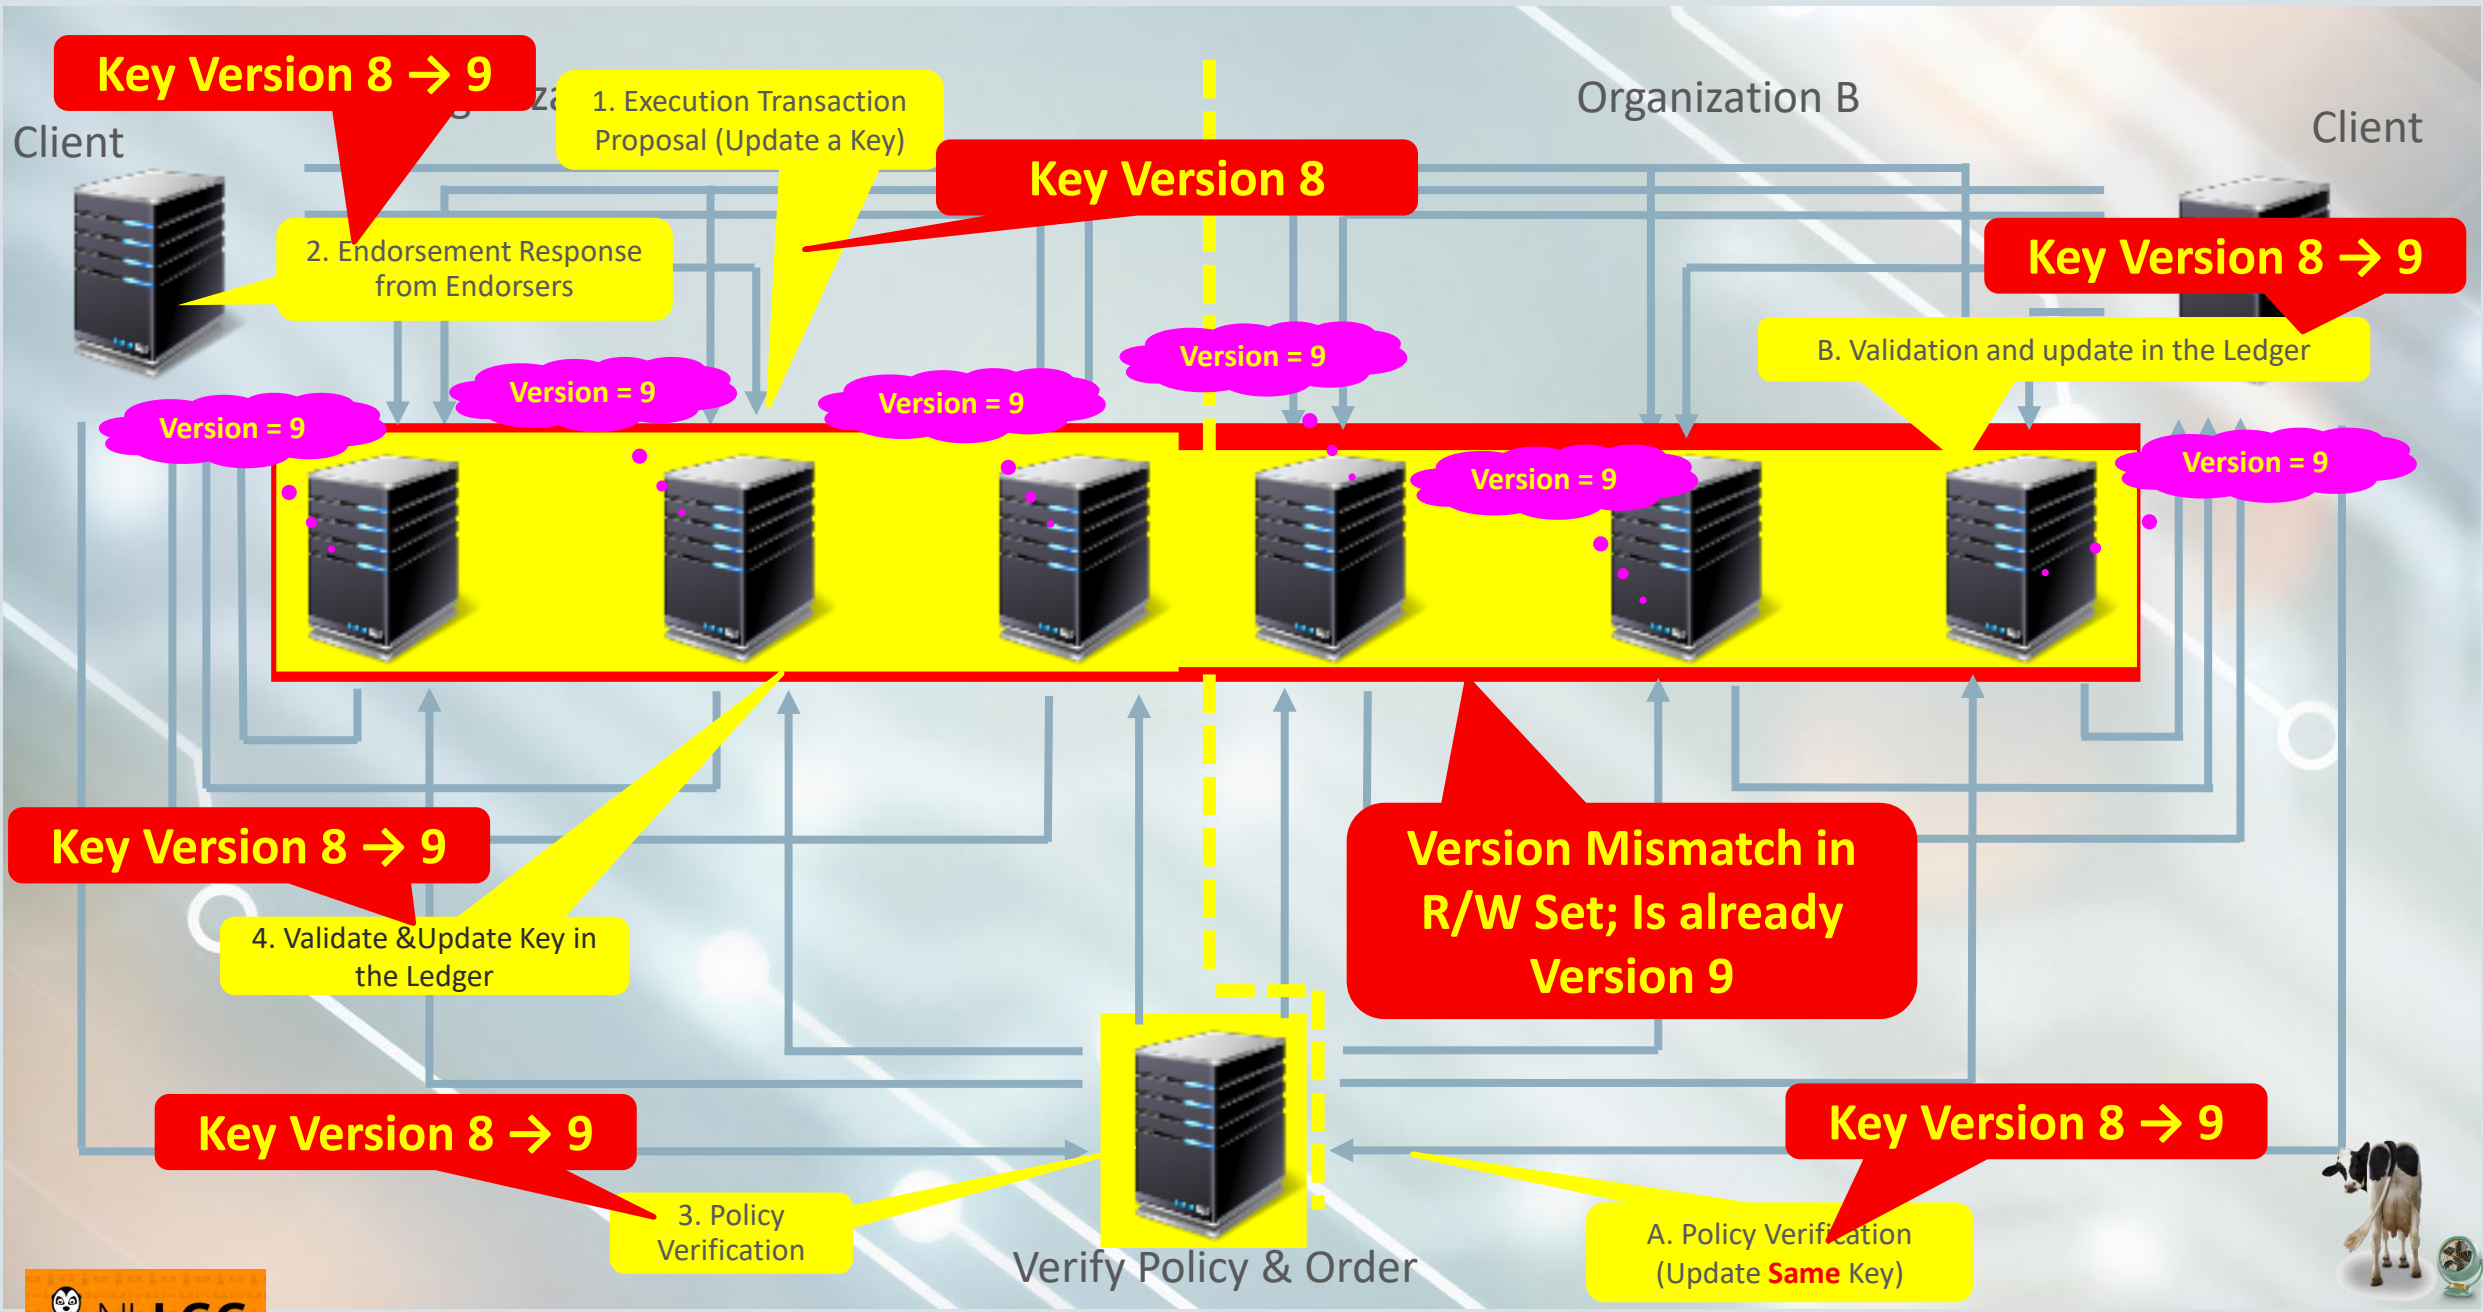 Key Version 8 → 9
1. Execution Transaction
Proposal (Update a Key)
Organization B
Client
Client
Key Version 8
2. Endorsement Response
from Endorsers
Key Version 8 → 9
B. Validation and update in the Ledger
Version = 9
Version = 9
Version = 9
Version = 9
Version = 9
Version = 9
Key Version 8 → 9
4. Validate &Update Key in
the Ledger
Version Mismatch in
R/W Set; Is already
Version 9
Key Version 8 → 9
3. Policy
Verification
Verify Policy & Order
Key Version 8 → 9
A. Policy Verification
(Update Same Key)